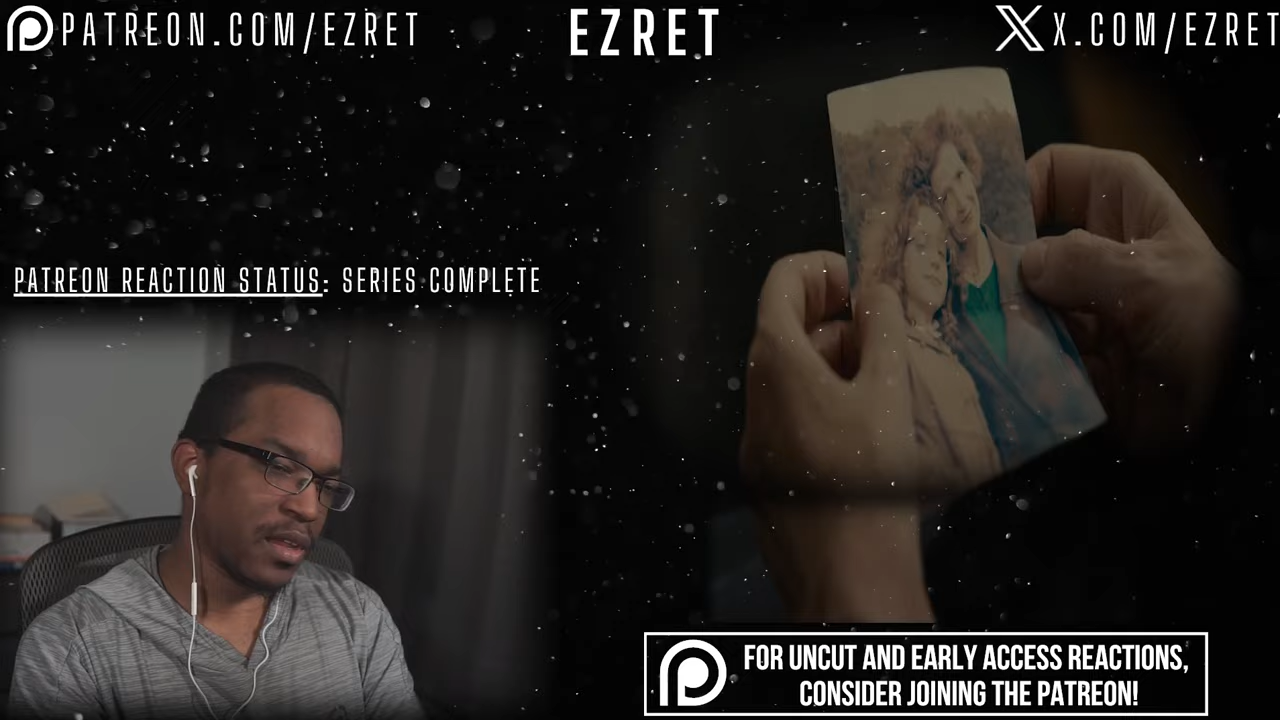 PATREON.COM/EZRET
EZRET
X.COM/EZRET
PATREON REACTION STATUS: SERIES COMPLETE
FOR UNCUT AND EARLY ACCESS REACTIONS,
CONSIDER JOINING THE PATREON!